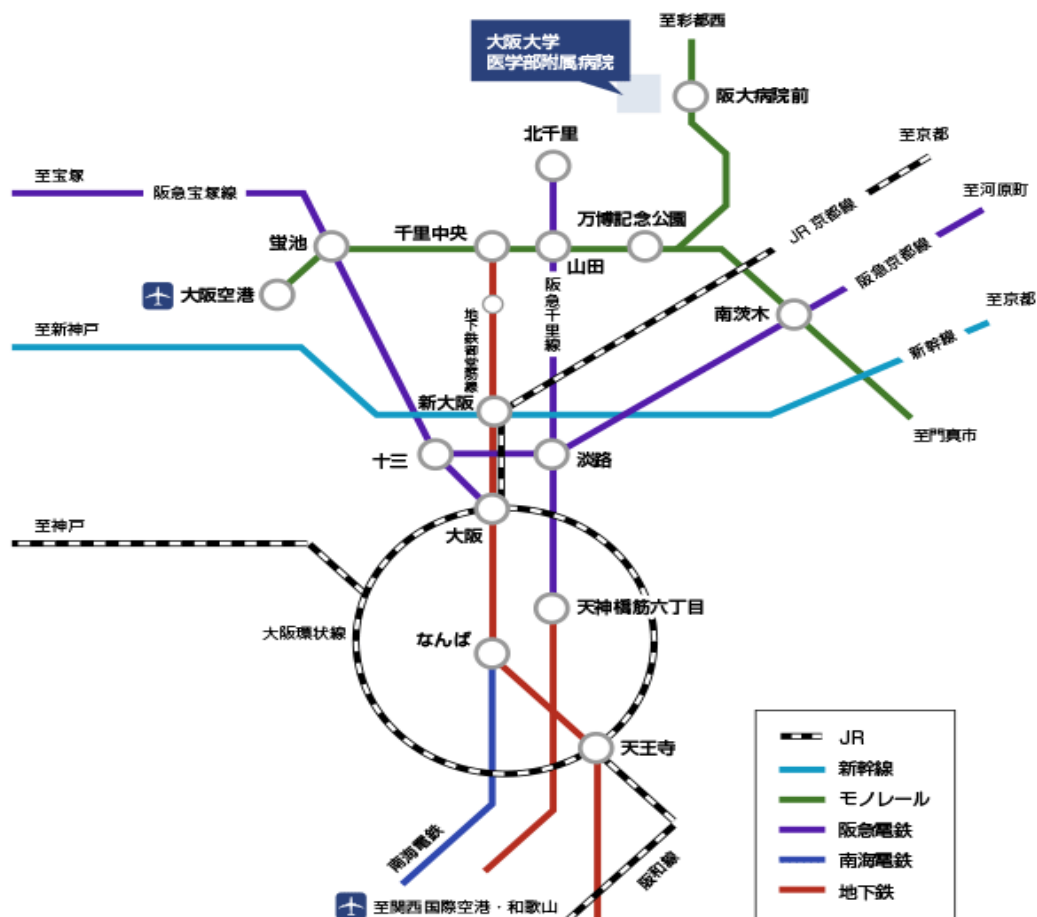 至彩都西
大阪大学
医学部附属病院
阪大病院前
北千里
至京都
至宝塚
阪急宝塚線
至河原町
万博記念公園
JR京都線
千里中央
蛍池
山田
阪急京都線
大阪空港
阪急千里線
至京都
南茨木
地下鉄御堂筋線
至新神戸
新幹線
新大阪
至門真市
十三
淡路
至神戸
大阪
天神橋筋六丁目
大阪環状線
なんば
天王寺
JR
新幹線
モノレール
阪急電鉄
南海電鉄
地下鉄
南海電鉄
阪和線
至関西国際空港・和歌山